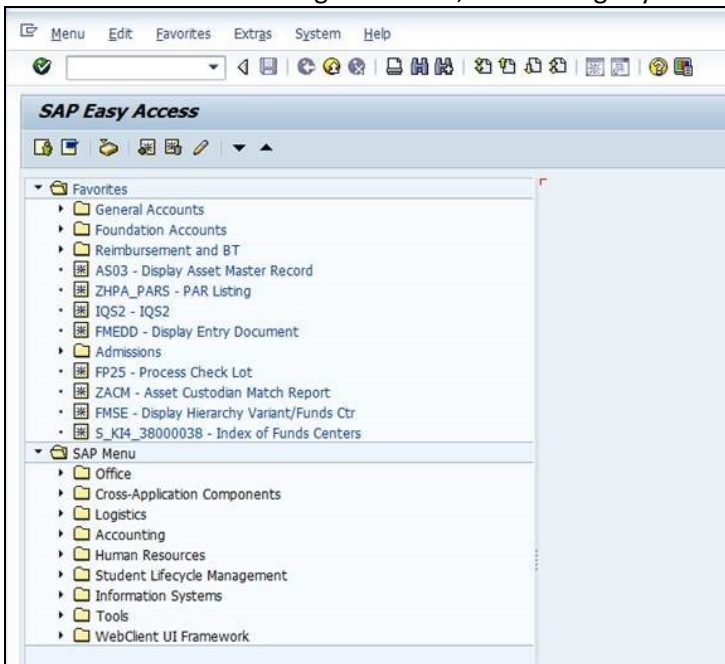 Menu Edit Favorites Extras System Help
SAP Easy Access
Favorites
General Accounts
Foundation Accounts
Reimbursement and BT
AS03 - Display Asset Master Record
ZHPA_PARS - PAR Listing
IQS2 - IQS2
FMEDD - Display Entry Document
Admissions
FP25 - Process Check Lot
ZACM - Asset Custodian Match Report
FMSE - Display Hierarchy Variant/Funds Ctr
S_KI4_38000038 - Index of Funds Centers
SAP Menu
Office
Cross-Application Components
Logistics
Accounting
Human Resources
Student Lifecycle Management
Information Systems
Tools
WebClient UI Framework